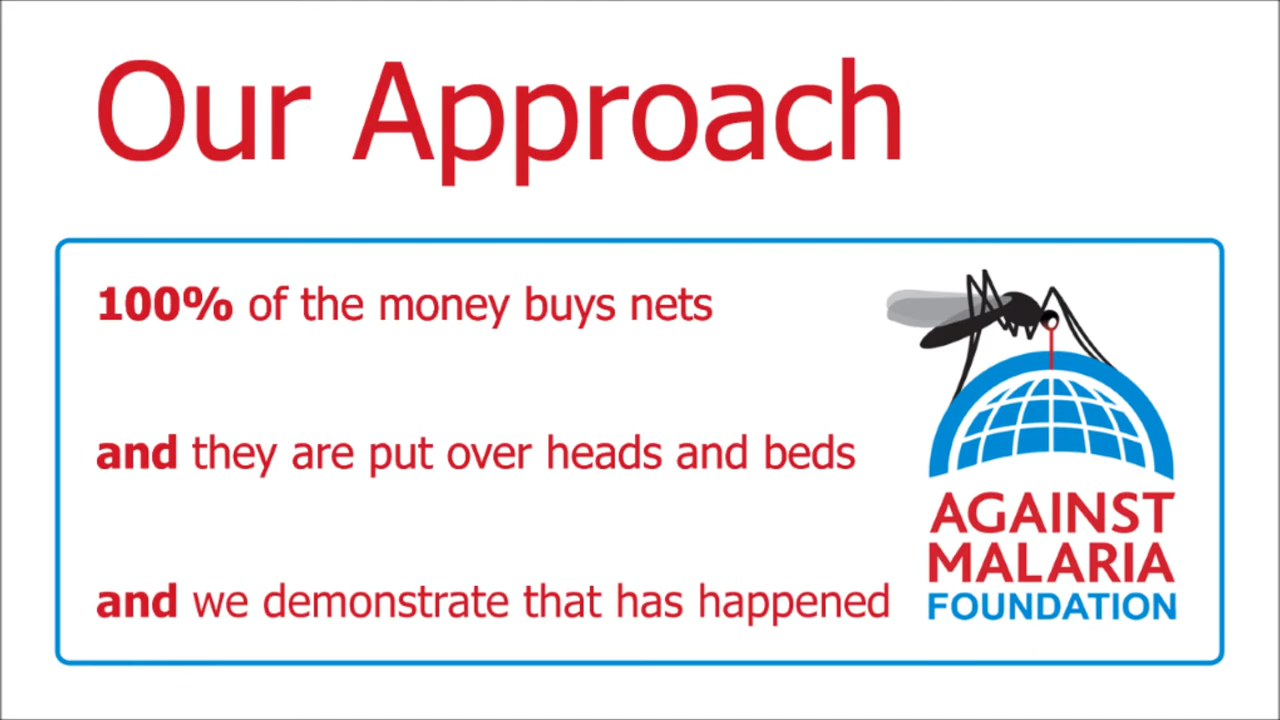 Our Approach
100% of the money buys nets
and they are put over heads and beds
and we demonstrate that has happened
AGAINST
MALARIA
FOUNDATION